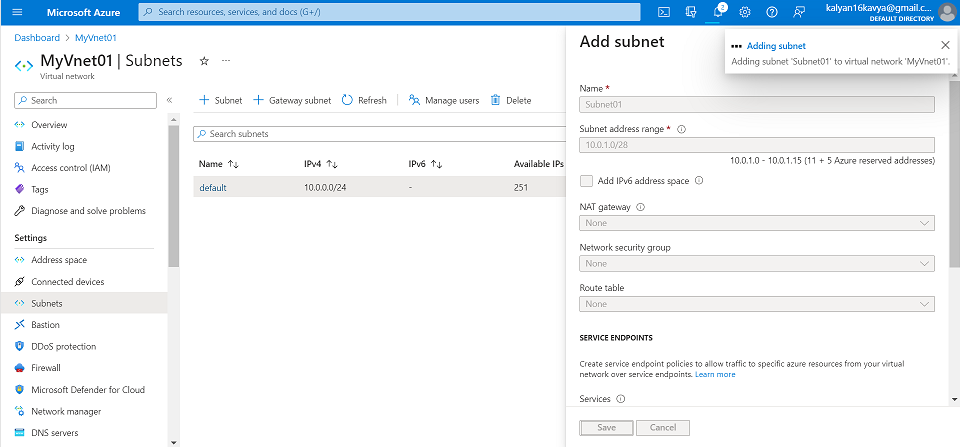 Microsoft Azure
Search resources, services, and docs (G+/)
2
kalyan16kavya@gmail.c...
DEFAULT DIRECTORY
Dashboard > MyVnet01
MyVnet01 | Subnets
Virtual network
Search
Overview
Activity log
Access control (IAM)
Tags
Diagnose and solve problems
Settings
Address space
Connected devices
Subnets
Bastion
DDoS protection
Firewall
Microsoft Defender for Cloud
Network manager
DNS servers
+ Subnet + Gateway subnet Refresh Manage users Delete
Search subnets
Name IPv4 IPv6 Available IPs
default 10.0.0.0/24 - 251
Add subnet
Adding subnet
Adding subnet 'Subnet01' to virtual network 'MyVnet01'.
Name *
Subnet01
Subnet address range *
10.0.1.0/28
10.0.1.0 - 10.0.1.15 (11 + 5 Azure reserved addresses)
Add IPv6 address space
NAT gateway
None
Network security group
None
Route table
None
SERVICE ENDPOINTS
Create service endpoint policies to allow traffic to specific azure resources from your virtual
network over service endpoints. Learn more
Services
Save Cancel